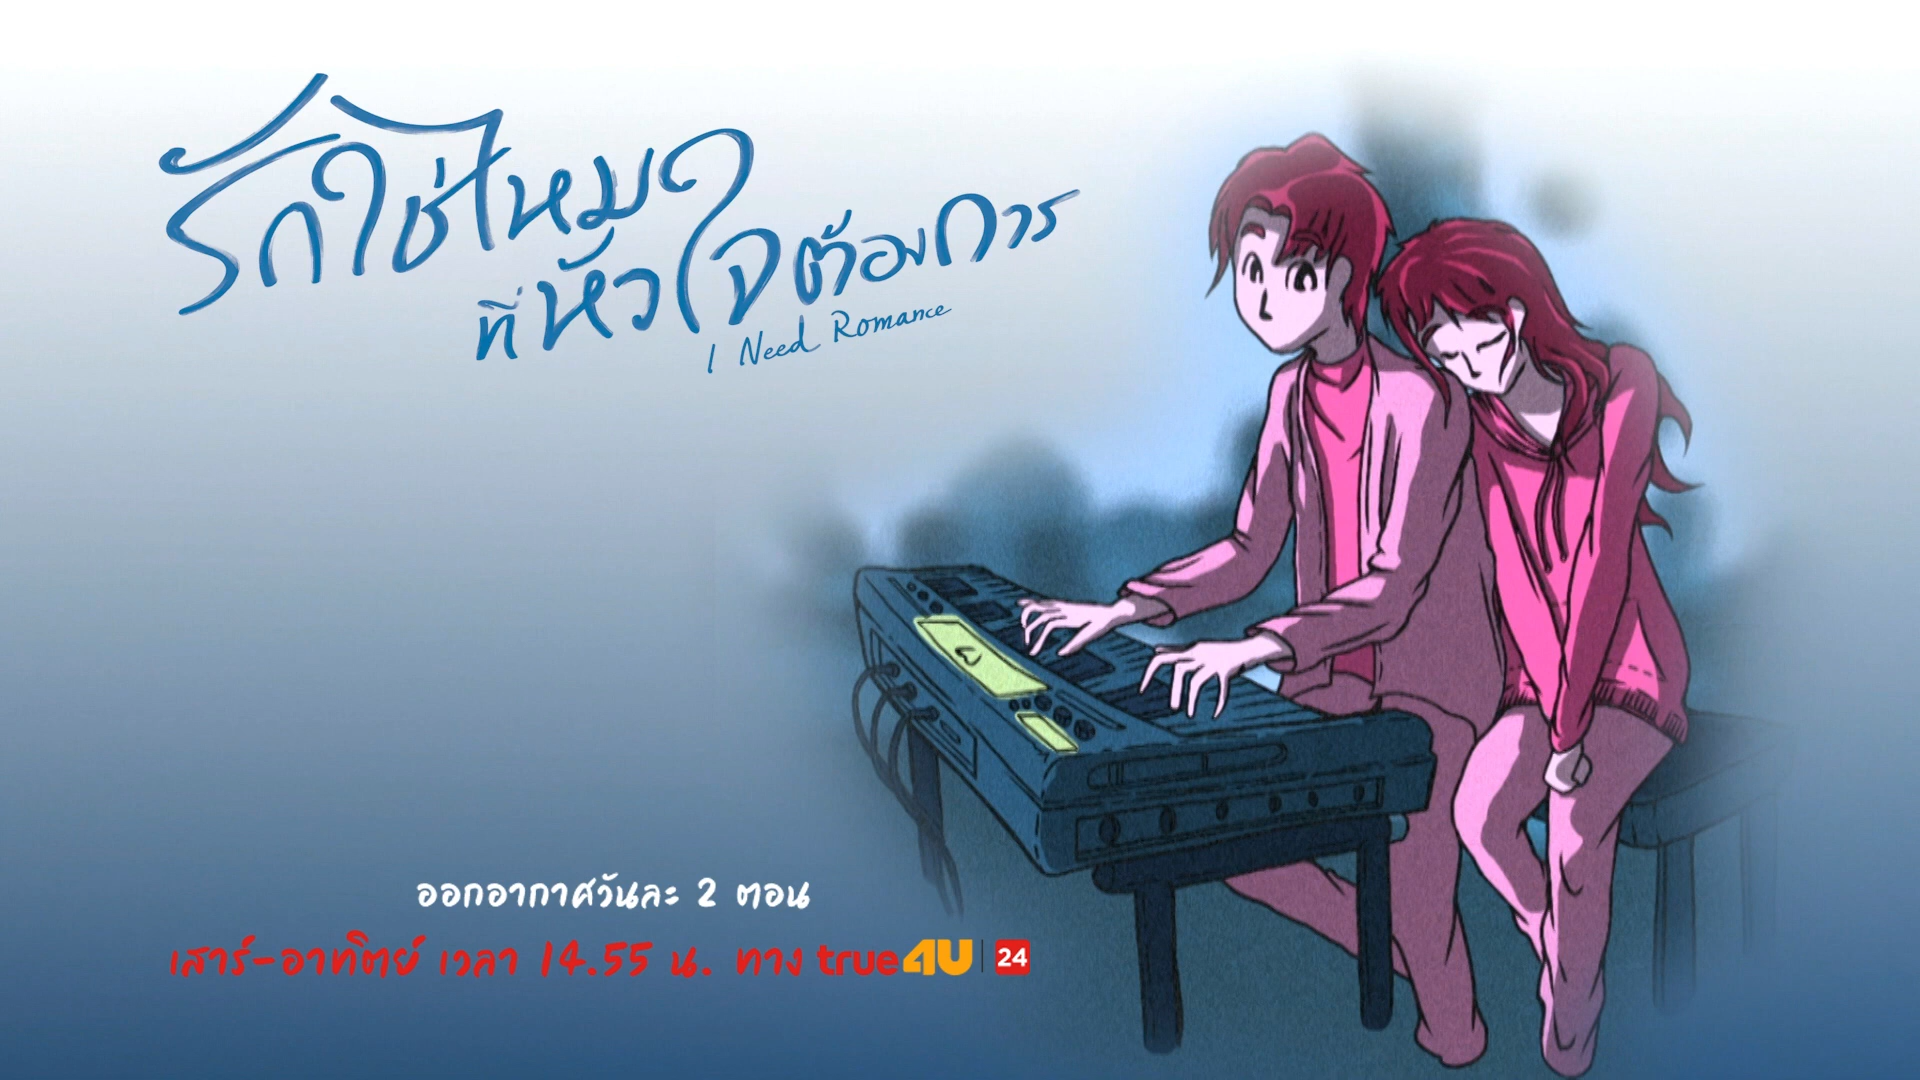 รักใช่ไหม
ที่หัวใจต้องการ
I Need Romance
ออกอากาศวันละ 2 ตอน
เสาร์-อาทิตย์ เวลา 14.55 น. ทาง true4U 24